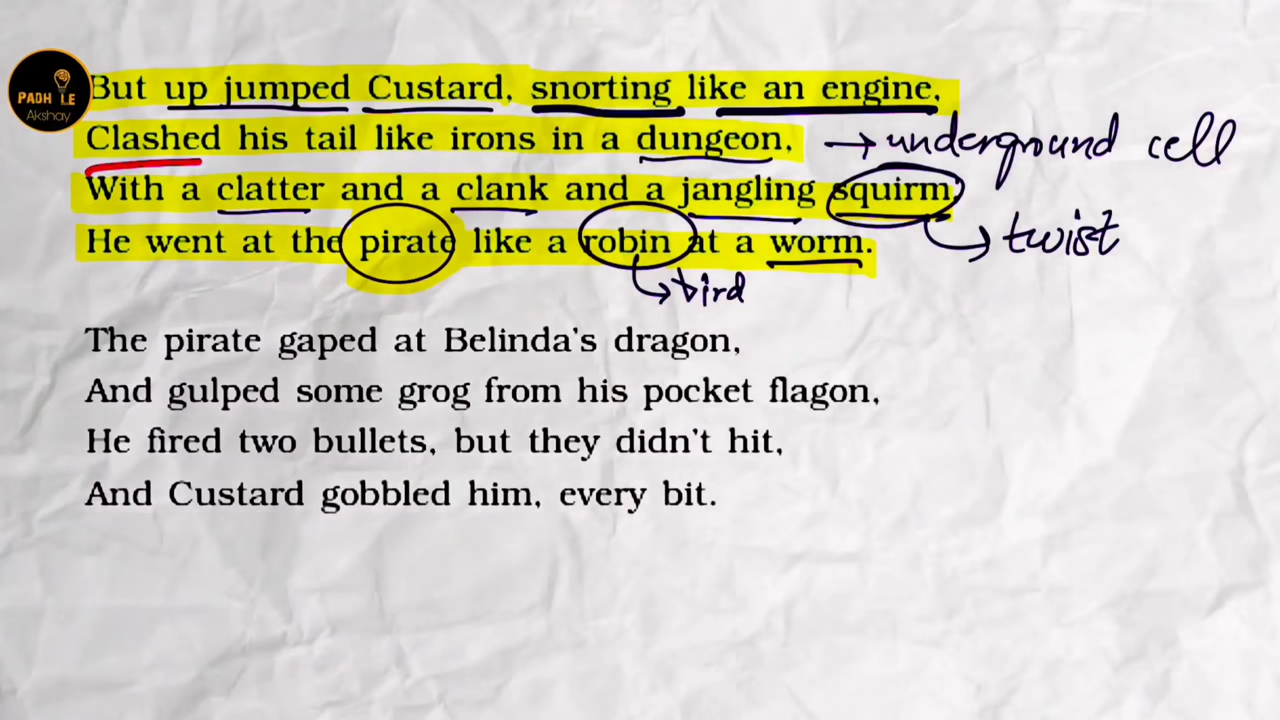 PADH LE
Akshay
But up jumped Custard, snorting like an engine,
Clashed his tail like irons in a dungeon, → underground cell
With a clatter and a clank and a jangling squirm,
twist
He went at the pirate like a robin at a worm.
bird
The pirate gaped at Belinda's dragon,
And gulped some grog from his pocket flagon,
He fired two bullets, but they didn't hit,
And Custard gobbled him, every bit.